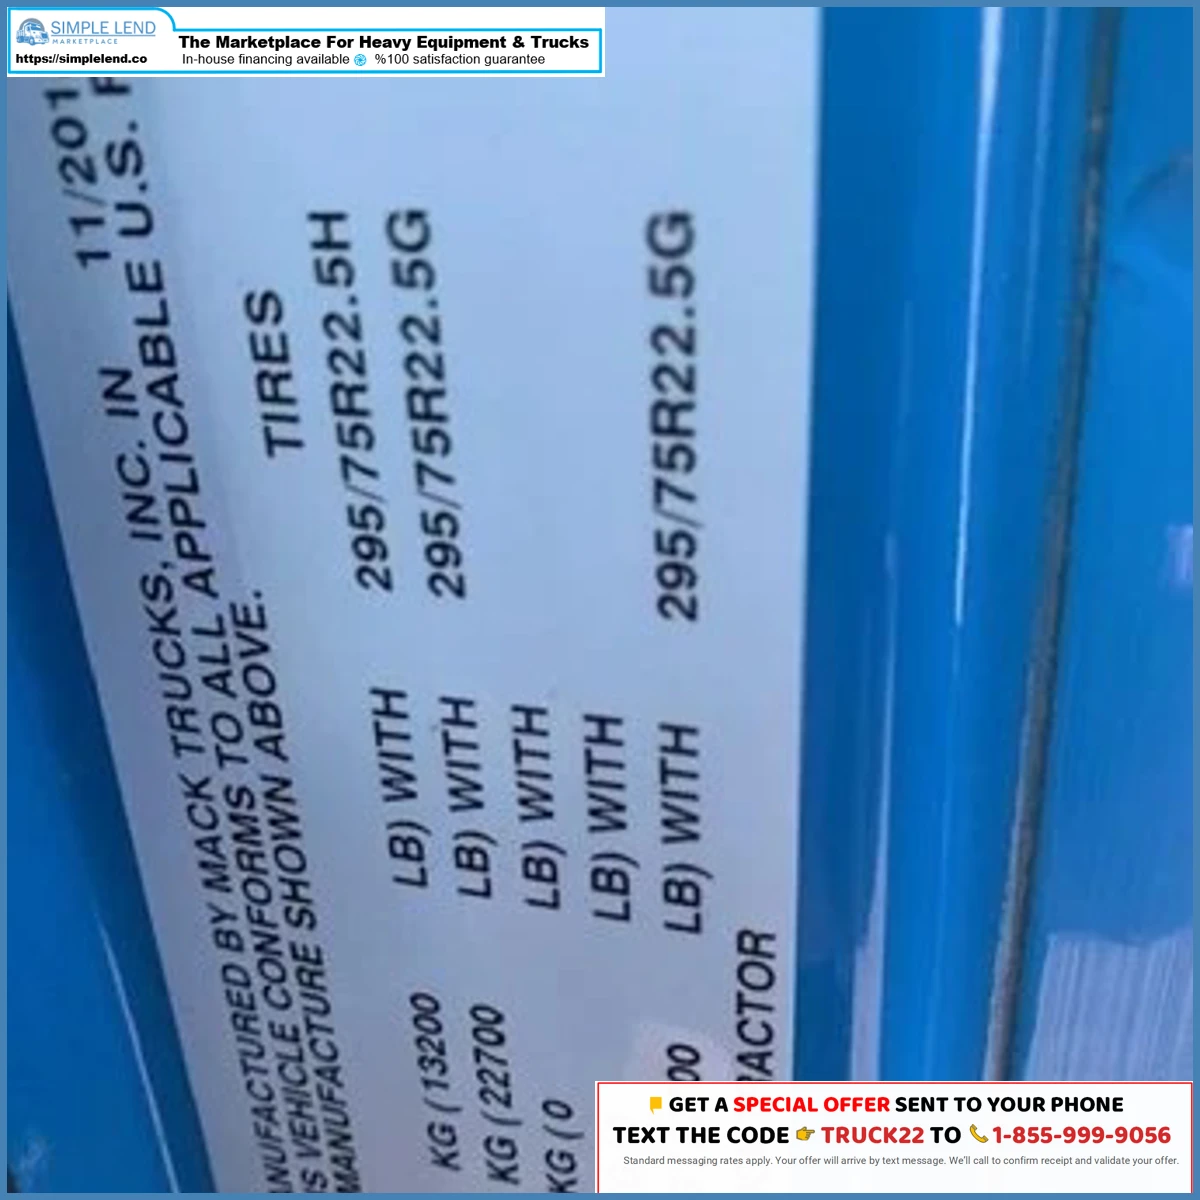 SIMPLE LEND
MARKETPLACE
https://simplelend.co
The Marketplace For Heavy Equipment & Trucks
In-house financing available %100 satisfaction guarantee
ANUFACTURED BY MACK TRUCKS, INC. IN 11/201
IS VEHICLE CONFORMS TO ALL APPLICABLE U.S. F
MANUFACTURE SHOWN ABOVE.
TIRES
KG (13200 LB) WITH 295/75R22.5H
KG (22700 LB) WITH 295/75R22.5G
KG (0 LB) WITH
LB) WITH
00 LB) WITH 295/75R22.5G
RACTOR
GET A SPECIAL OFFER SENT TO YOUR PHONE
TEXT THE CODE TRUCK22 TO 1-855-999-9056
Standard messaging rates apply. Your offer will arrive by text message. We'll call to confirm receipt and validate your offer.